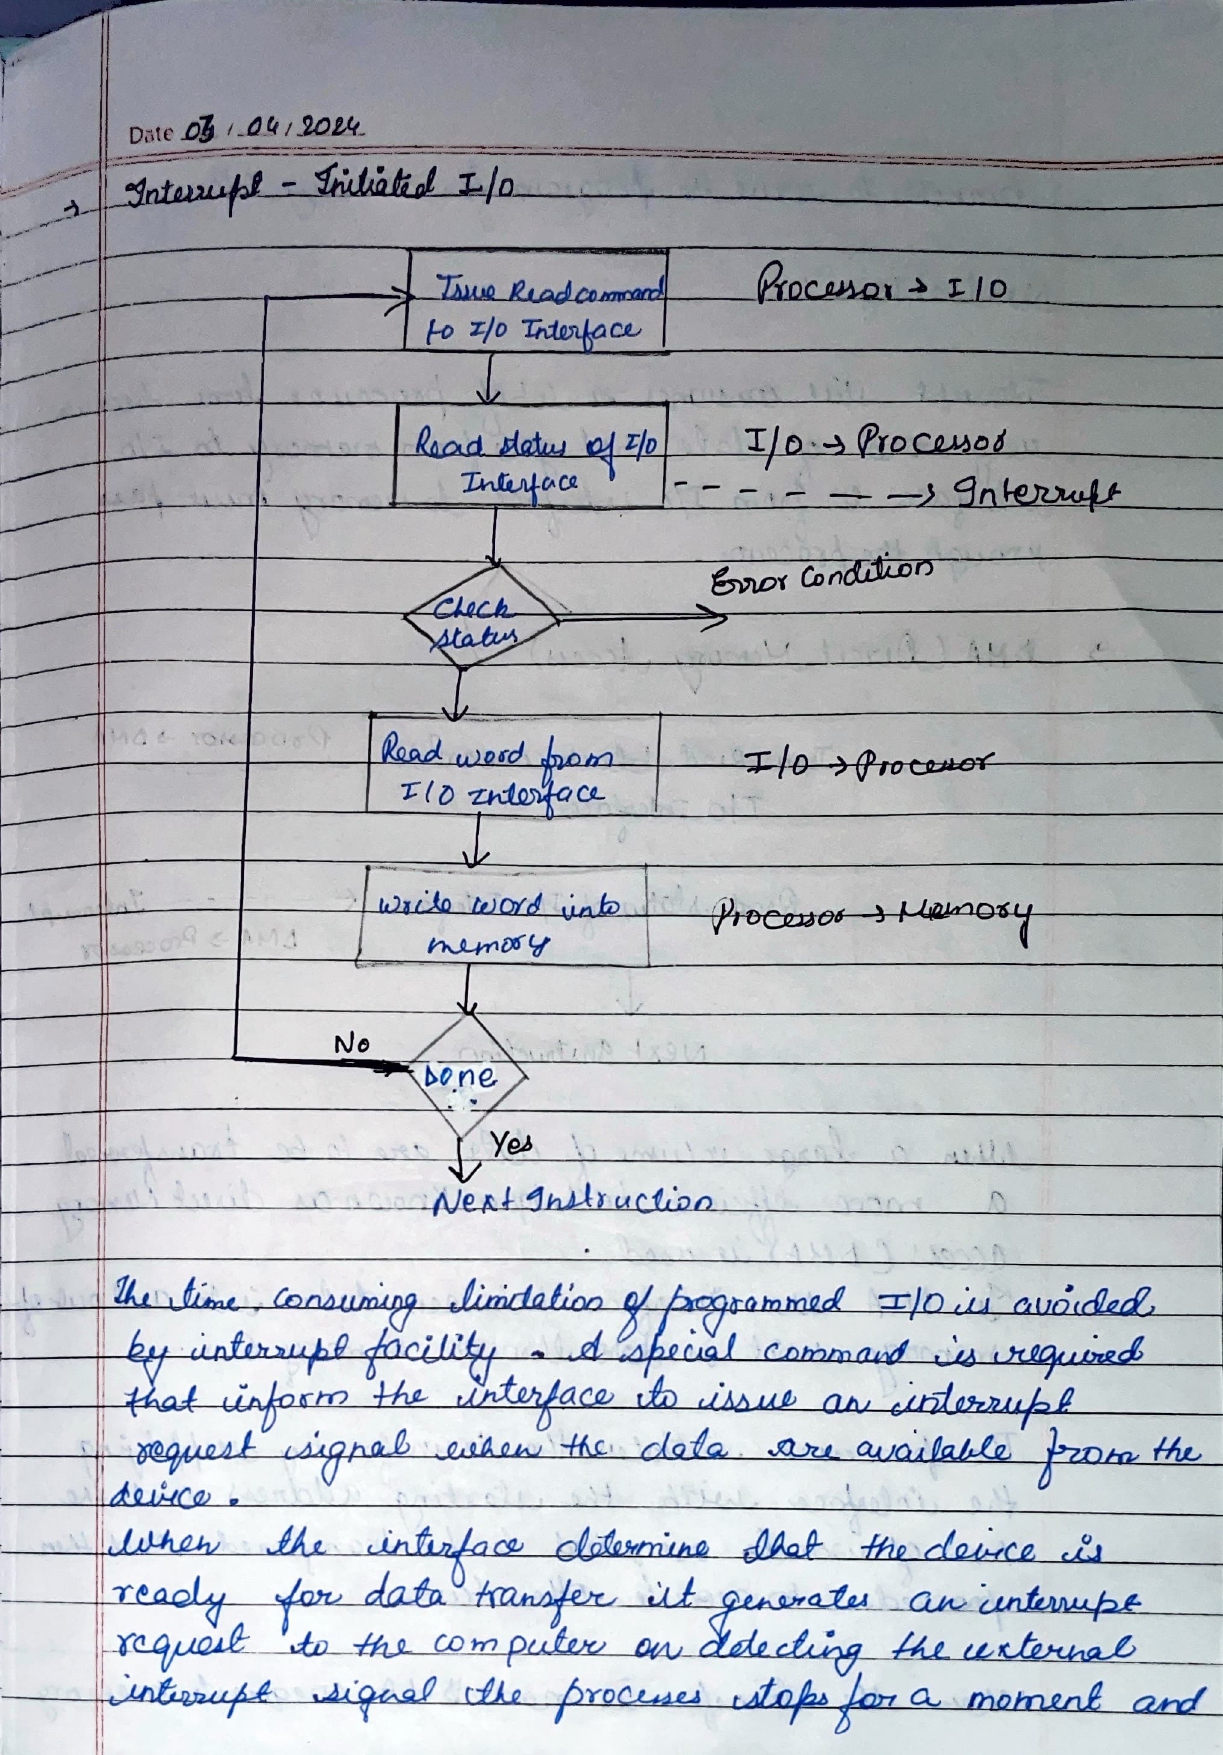 Date 03/04/2024
→ Interrupt - Initiated I/O
Issue Read command
to I/O Interface
Processor → I/O
Read status of I/O
Interface
I/O → Processor
- - - - - → Interrupt
Check
status
Error Condition
Read word from
I/O Interface
I/O → Processor
write word into
memory
Processor → Memory
No
Done
Yes
Next Instruction
The time consuming limitation of programmed I/O is avoided
by interrupt facility. A special command is required
that inform the interface to issue an interrupt
request signal when the data are available from the
device.
When the interface determine that the device is
ready for data transfer it generates an interrupt
request to the computer on detecting the external
interrupt signal the processes stops for a moment and